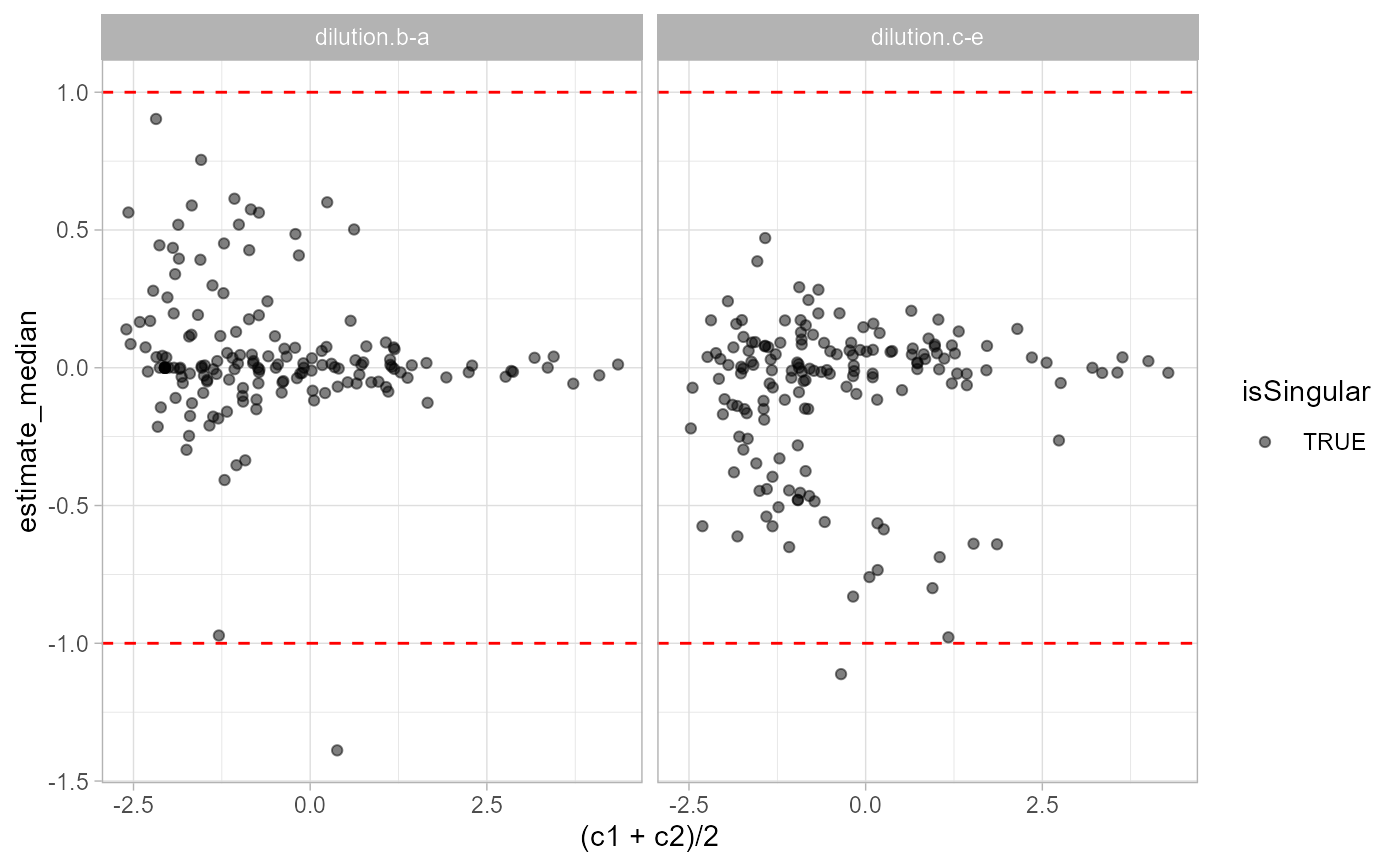 dilution.b-a
dilution.c-e
1.0
0.5
0.0
-0.5
-1.0
-1.5
estimate_median
-2.5
0.0
2.5
-2.5
0.0
2.5
(c1 + c2)/2
isSingular
TRUE